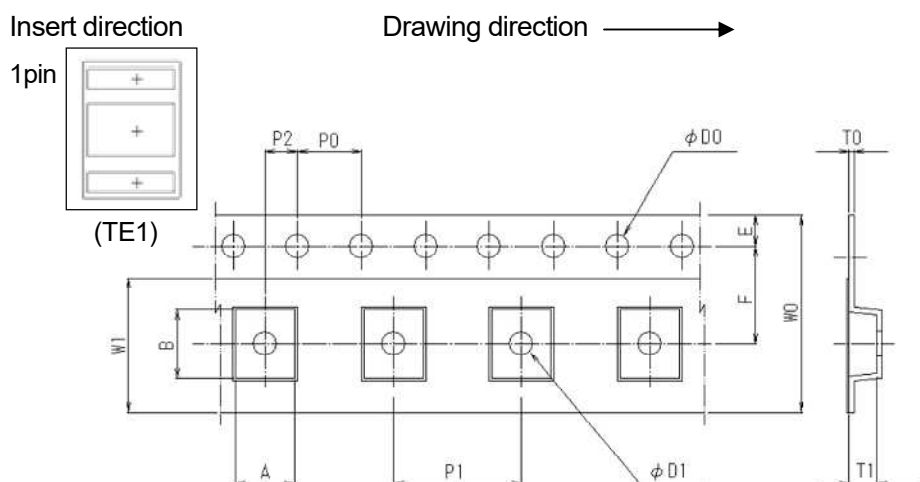 Insert direction
Drawing direction
1pin
(TE1)
P2
P0
φD0
T0
E
F
W0
W1
B
A
P1
φD1
T1